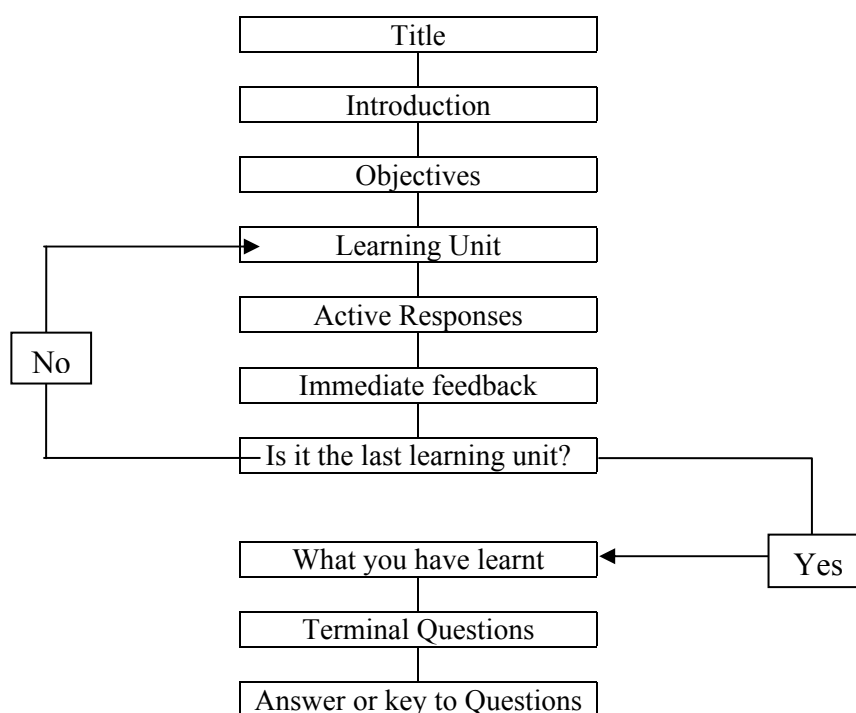 Title
Introduction
Objectives
Learning Unit
Active Responses
No
Immediate feedback
Is it the last learning unit?
What you have learnt
Yes
Terminal Questions
Answer or key to Questions